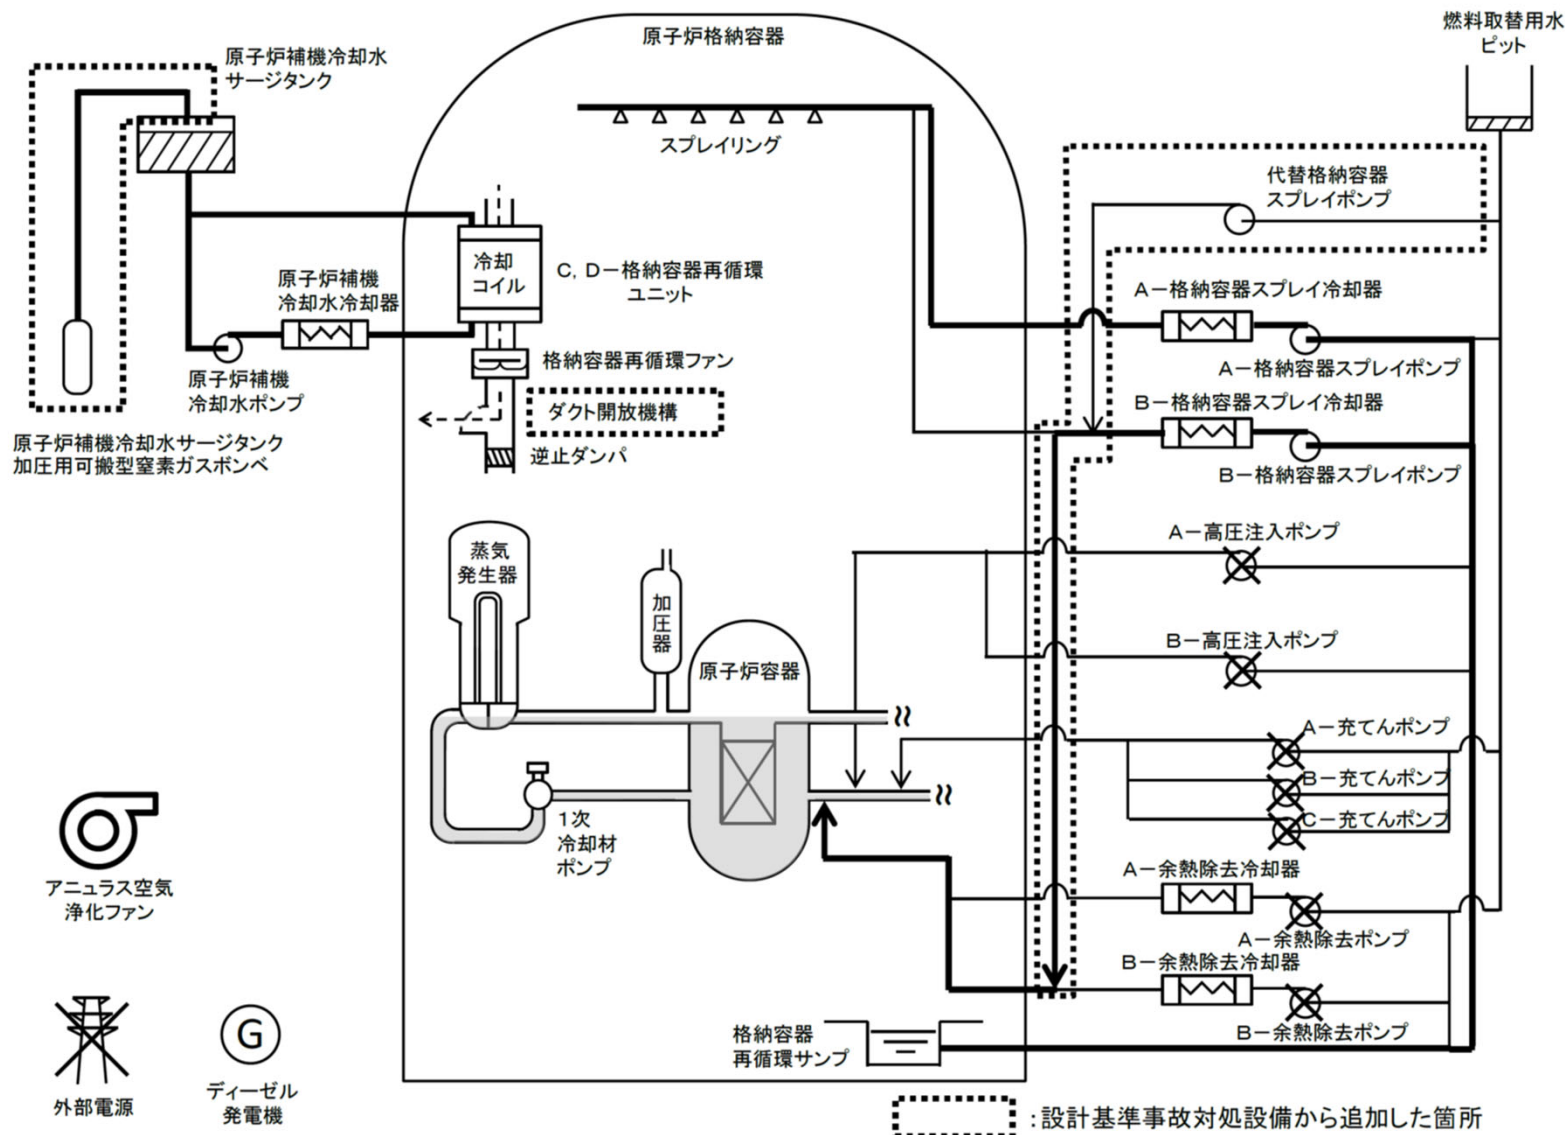 原子炉補機冷却水
サージタンク
原子炉格納容器
燃料取替用水
ピット
スプレイリング
代替格納容器
スプレイポンプ
冷却
コイル
C, D－格納容器再循環
ユニット
原子炉補機
冷却水冷却器
A－格納容器スプレイ冷却器
格納容器再循環ファン
A－格納容器スプレイポンプ
原子炉補機
冷却水ポンプ
ダクト開放機構
B－格納容器スプレイ冷却器
原子炉補機冷却水サージタンク
加圧用可搬型窒素ガスボンベ
逆止ダンパ
B－格納容器スプレイポンプ
A－高圧注入ポンプ
蒸気
発生器
加
圧
器
原子炉容器
B－高圧注入ポンプ
A－充てんポンプ
B－充てんポンプ
C－充てんポンプ
1次
冷却材
ポンプ
アニュラス空気
浄化ファン
A－余熱除去冷却器
A－余熱除去ポンプ
B－余熱除去冷却器
B－余熱除去ポンプ
格納容器
再循環サンプ
G
外部電源
ディーゼル
発電機
：設計基準事故対処設備から追加した箇所